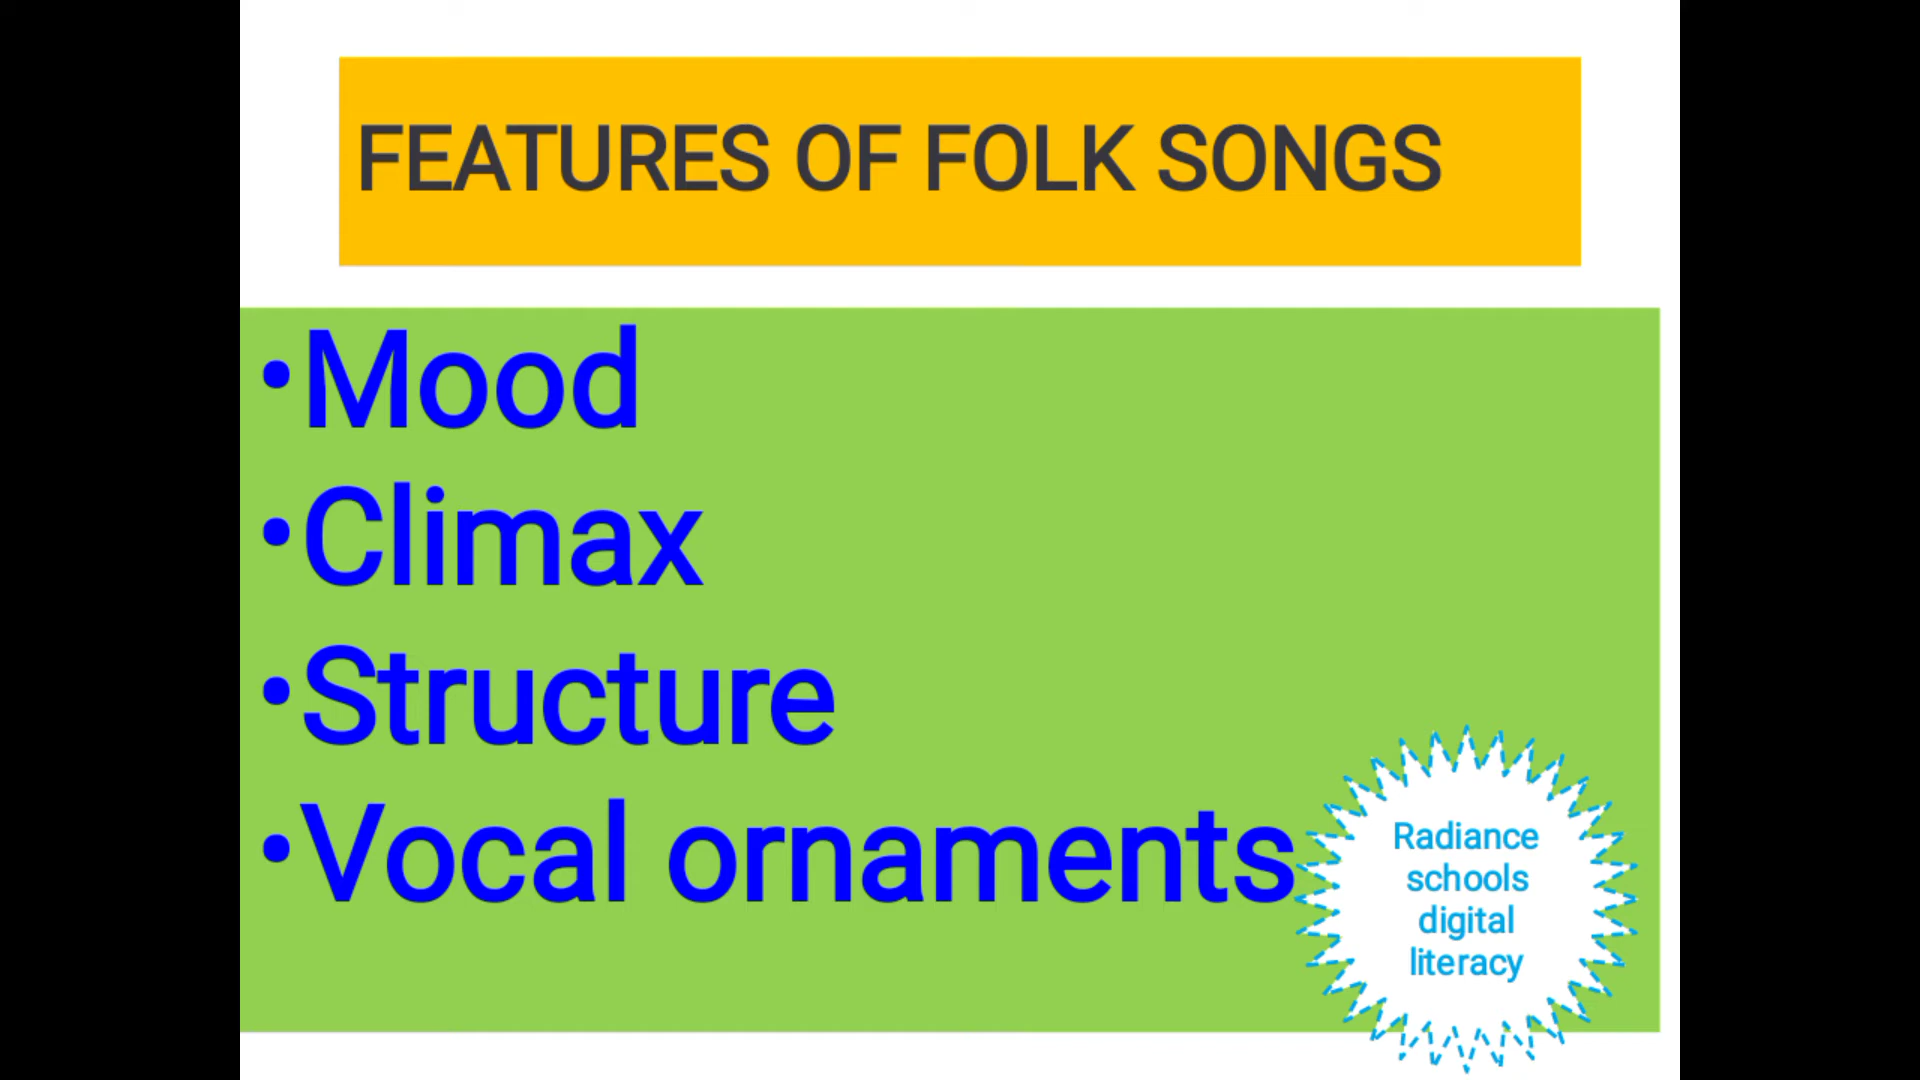 FEATURES OF FOLK SONGS
•Mood
•Climax
•Structure
•Vocal ornaments
Radiance
schools
digital
literacy